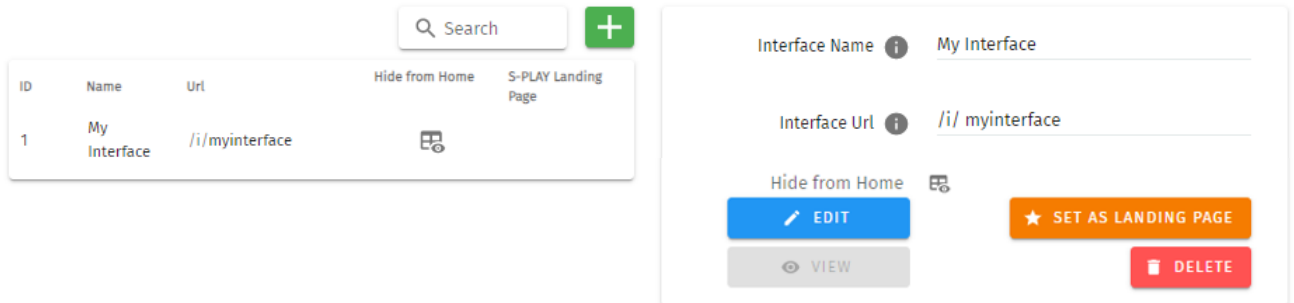 Search
ID Name Url Hide from Home S-PLAY Landing
Page
1 My
Interface /i/myinterface
Interface Name My Interface
Interface Url /i/ myinterface
Hide from Home
EDIT SET AS LANDING PAGE
VIEW DELETE